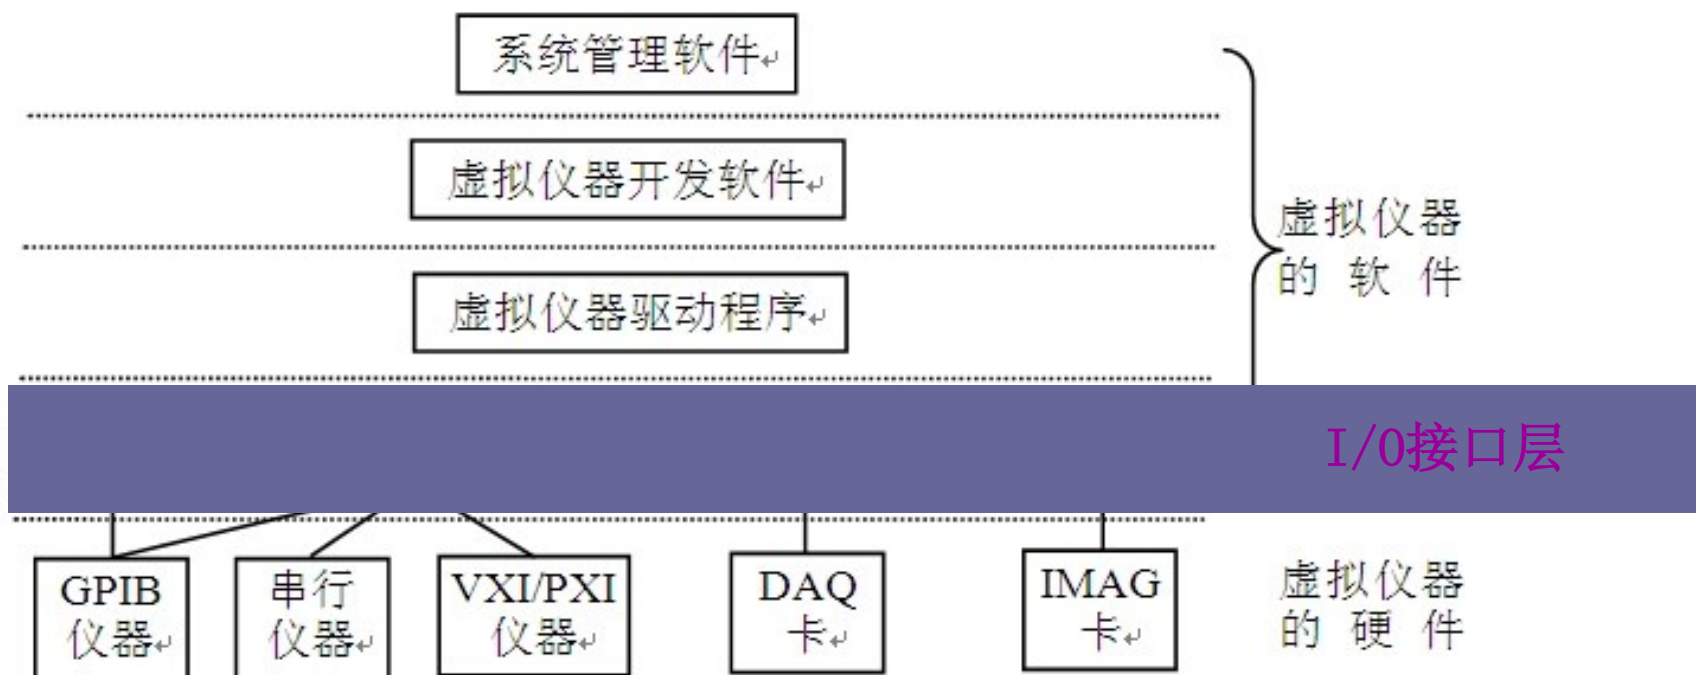 系统管理软件
虚拟仪器开发软件
虚拟仪器的软件
虚拟仪器驱动程序
I/O接口层
GPIB
仪器
串行
仪器
VXI/PXI
仪器
DAQ
卡
IMAG
卡
虚拟仪器
的 硬 件